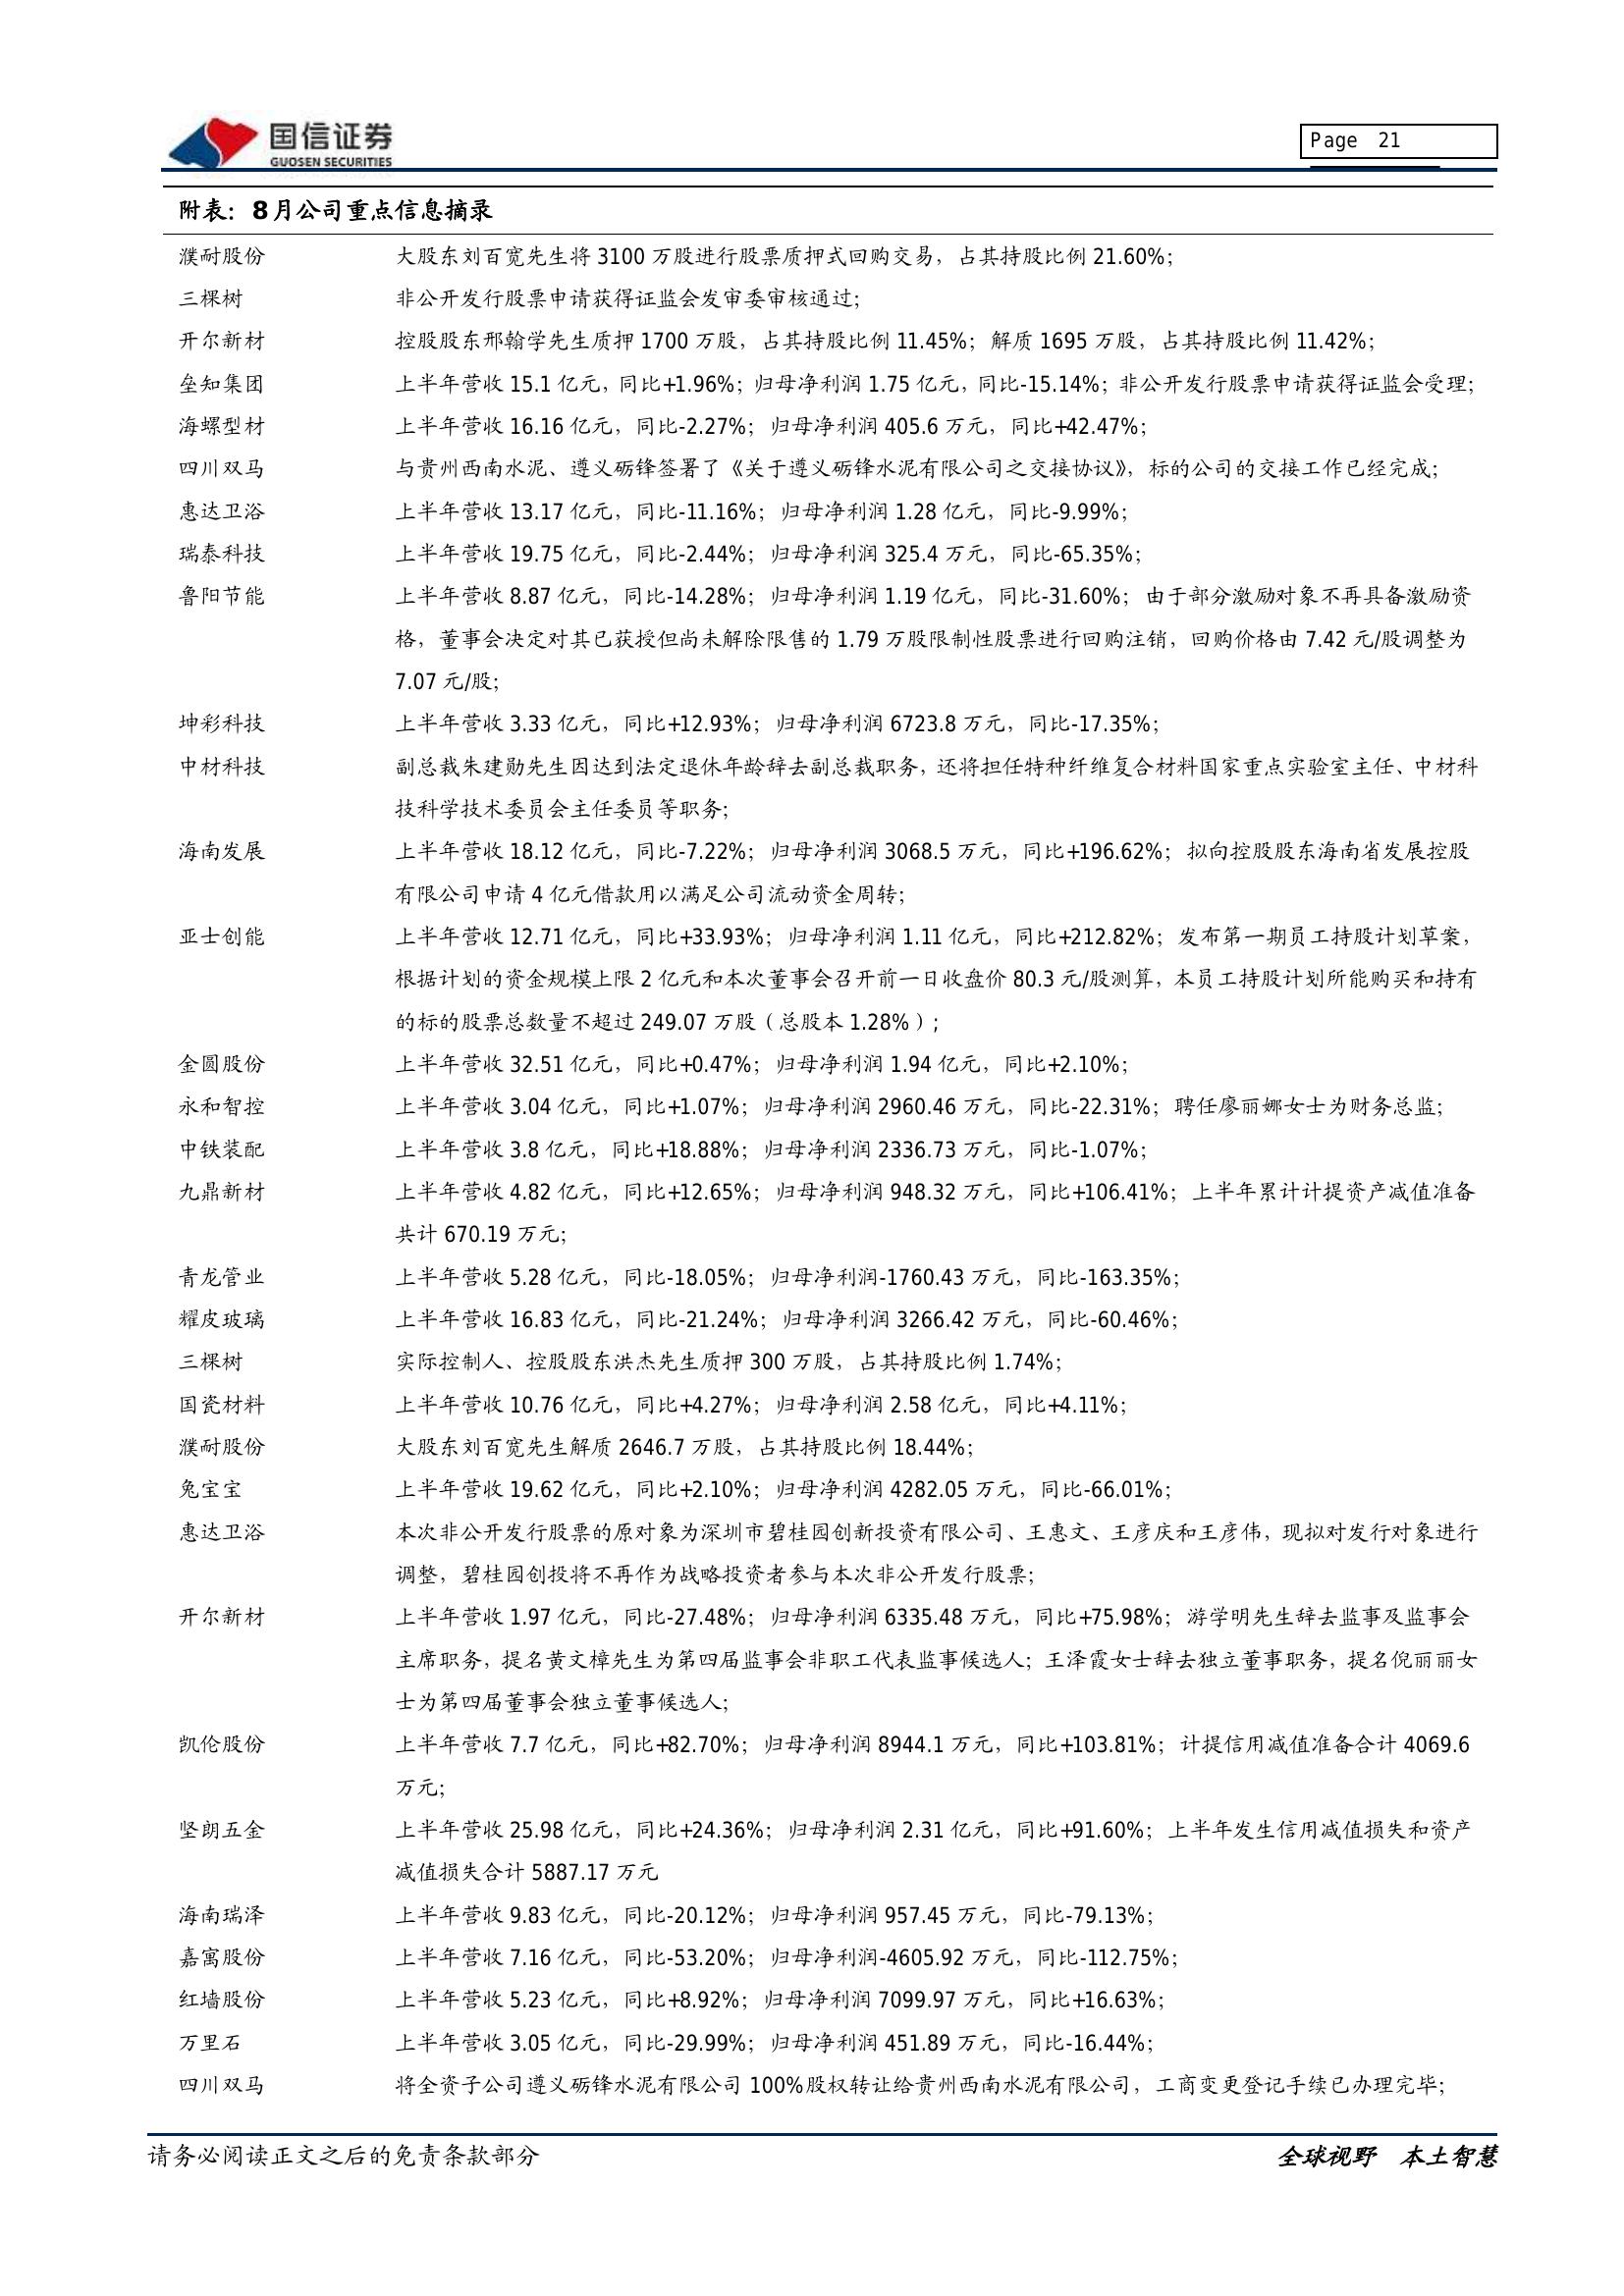 国信证券
GUOSEN SECURITIES
Page 21
附表：8月公司重点信息摘录
濮耐股份 大股东刘百宽先生将 3100 万股进行股票质押式回购交易，占其持股比例 21.60%；
三棵树 非公开发行股票申请获得证监会发审委审核通过；
开尔新材 控股股东邢翰学先生质押 1700 万股，占其持股比例 11.45%；解质 1695 万股，占其持股比例 11.42%；
垒知集团 上半年营收 15.1 亿元，同比+1.96%；归母净利润 1.75 亿元，同比-15.14%；非公开发行股票申请获得证监会受理；
海螺型材 上半年营收 16.16 亿元，同比-2.27%；归母净利润 405.6 万元，同比+42.47%；
四川双马 与贵州西南水泥、遵义砺锋签署了《关于遵义砺锋水泥有限公司之交接协议》，标的公司的交接工作已经完成；
惠达卫浴 上半年营收 13.17 亿元，同比-11.16%；归母净利润 1.28 亿元，同比-9.99%；
瑞泰科技 上半年营收 19.75 亿元，同比-2.44%；归母净利润 325.4 万元，同比-65.35%；
鲁阳节能 上半年营收 8.87 亿元，同比-14.28%；归母净利润 1.19 亿元，同比-31.60%；由于部分激励对象不再具备激励资
格，董事会决定对其已获授但尚未解除限售的 1.79 万股限制性股票进行回购注销，回购价格由 7.42 元/股调整为
7.07 元/股；
坤彩科技 上半年营收 3.33 亿元，同比+12.93%；归母净利润 6723.8 万元，同比-17.35%；
中材科技 副总裁朱建勋先生因达到法定退休年龄辞去副总裁职务，还将担任特种纤维复合材料国家重点实验室主任、中材科
技科学技术委员会主任委员等职务；
海南发展 上半年营收 18.12 亿元，同比-7.22%；归母净利润 3068.5 万元，同比+196.62%；拟向控股股东海南省发展控股
有限公司申请 4 亿元借款用以满足公司流动资金周转；
亚士创能 上半年营收 12.71 亿元，同比+33.93%；归母净利润 1.11 亿元，同比+212.82%；发布第一期员工持股计划草案，
根据计划的资金规模上限 2 亿元和本次董事会召开前一日收盘价 80.3 元/股测算，本员工持股计划所能购买和持有
的标的股票总数量不超过 249.07 万股（总股本 1.28%）；
金圆股份 上半年营收 32.51 亿元，同比+0.47%；归母净利润 1.94 亿元，同比+2.10%；
永和智控 上半年营收 3.04 亿元，同比+1.07%；归母净利润 2960.46 万元，同比-22.31%；聘任廖丽娜女士为财务总监；
中铁装配 上半年营收 3.8 亿元，同比+18.88%；归母净利润 2336.73 万元，同比-1.07%；
九鼎新材 上半年营收 4.82 亿元，同比+12.65%；归母净利润 948.32 万元，同比+106.41%；上半年累计计提资产减值准备
共计 670.19 万元；
青龙管业 上半年营收 5.28 亿元，同比-18.05%；归母净利润-1760.43 万元，同比-163.35%；
耀皮玻璃 上半年营收 16.83 亿元，同比-21.24%；归母净利润 3266.42 万元，同比-60.46%；
三棵树 实际控制人、控股股东洪杰先生质押 300 万股，占其持股比例 1.74%；
国瓷材料 上半年营收 10.76 亿元，同比+4.27%；归母净利润 2.58 亿元，同比+4.11%；
濮耐股份 大股东刘百宽先生解质 2646.7 万股，占其持股比例 18.44%；
兔宝宝 上半年营收 19.62 亿元，同比+2.10%；归母净利润 4282.05 万元，同比-66.01%；
惠达卫浴 本次非公开发行股票的原对象为深圳市碧桂园创新投资有限公司、王惠文、王彦庆和王彦伟，现拟对发行对象进行
调整，碧桂园创投将不再作为战略投资者参与本次非公开发行股票；
开尔新材 上半年营收 1.97 亿元，同比-27.48%；归母净利润 6335.48 万元，同比+75.98%；游学明先生辞去监事及监事会
主席职务，提名黄文樟先生为第四届监事会非职工代表监事候选人；王泽霞女士辞去独立董事职务，提名倪丽丽女
士为第四届董事会独立董事候选人；
凯伦股份 上半年营收 7.7 亿元，同比+82.70%；归母净利润 8944.1 万元，同比+103.81%；计提信用减值准备合计 4069.6
万元；
坚朗五金 上半年营收 25.98 亿元，同比+24.36%；归母净利润 2.31 亿元，同比+91.60%；上半年发生信用减值损失和资产
减值损失合计 5887.17 万元
海南瑞泽 上半年营收 9.83 亿元，同比-20.12%；归母净利润 957.45 万元，同比-79.13%；
嘉寓股份 上半年营收 7.16 亿元，同比-53.20%；归母净利润-4605.92 万元，同比-112.75%；
红墙股份 上半年营收 5.23 亿元，同比+8.92%；归母净利润 7099.97 万元，同比+16.63%；
万里石 上半年营收 3.05 亿元，同比-29.99%；归母净利润 451.89 万元，同比-16.44%；
四川双马 将全资子公司遵义砺锋水泥有限公司 100%股权转让给贵州西南水泥有限公司，工商变更登记手续已办理完毕；
请务必阅读正文之后的免责条款部分 全球视野 本土智慧